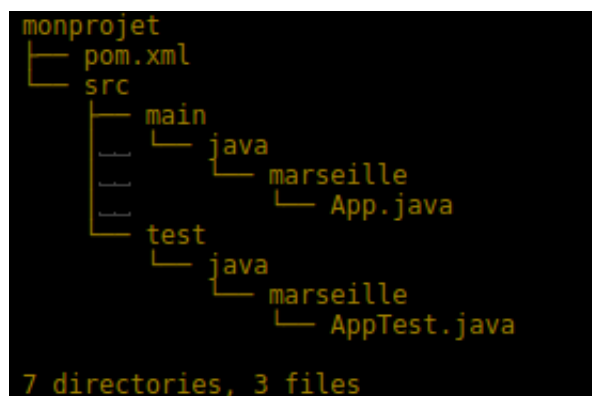 monprojet
├── pom.xml
└── src
    ├── main
    │   └── java
    │       └── marseille
    │           └── App.java
    └── test
        └── java
            └── marseille
                └── AppTest.java
7 directories, 3 files